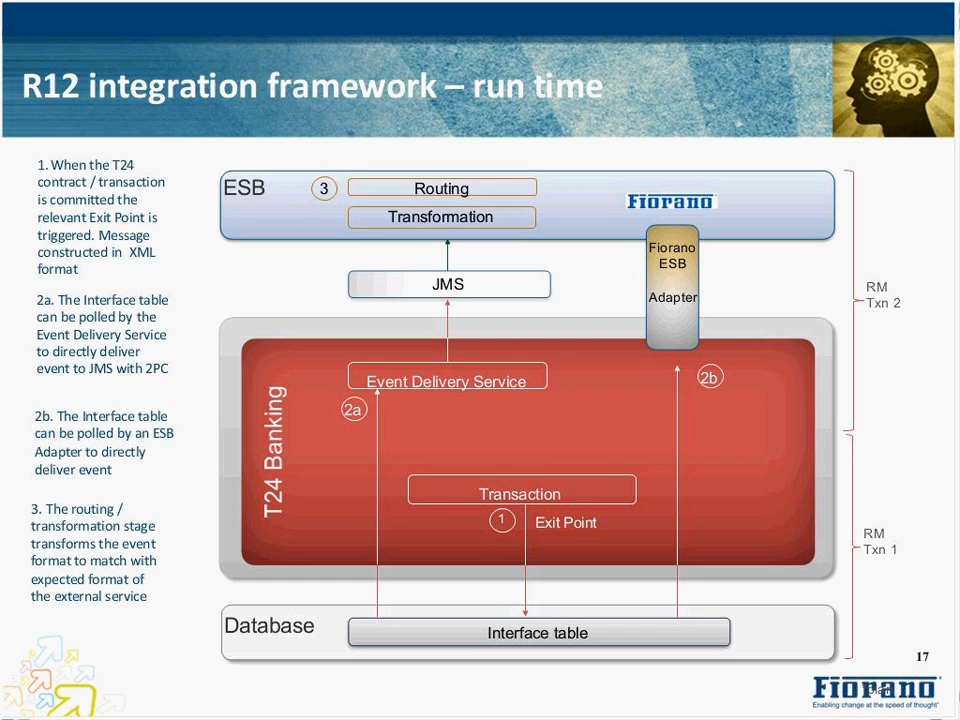 R12 integration framework – run time
1. When the T24
contract / transaction
is committed the
relevant Exit Point is
triggered. Message
constructed in XML
format
2a. The Interface table
can be polled by the
Event Delivery Service
to directly deliver
event to JMS with 2PC
2b. The Interface table
can be polled by an ESB
Adapter to directly
deliver event
3. The routing /
transformation stage
transforms the event
format to match with
expected format of
the external service
ESB
3
Routing
Transformation
Fiorano
Fiorano
ESB
Adapter
JMS
RM
Txn 2
T24 Banking
Event Delivery Service
2a
2b
Transaction
1
Exit Point
RM
Txn 1
Database
Interface table
17
Fiorano
Enabling change at the speed of thought